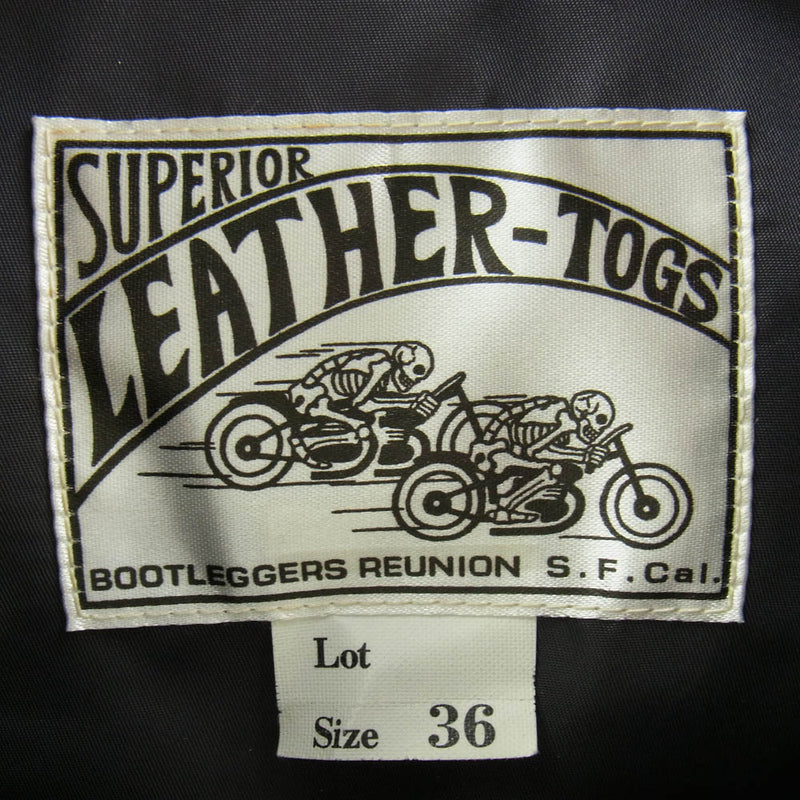 SUPERIOR
LEATHER-TOGS
BOOTLEGGERS REUNION S.F.Cal.
Lot
Size 36